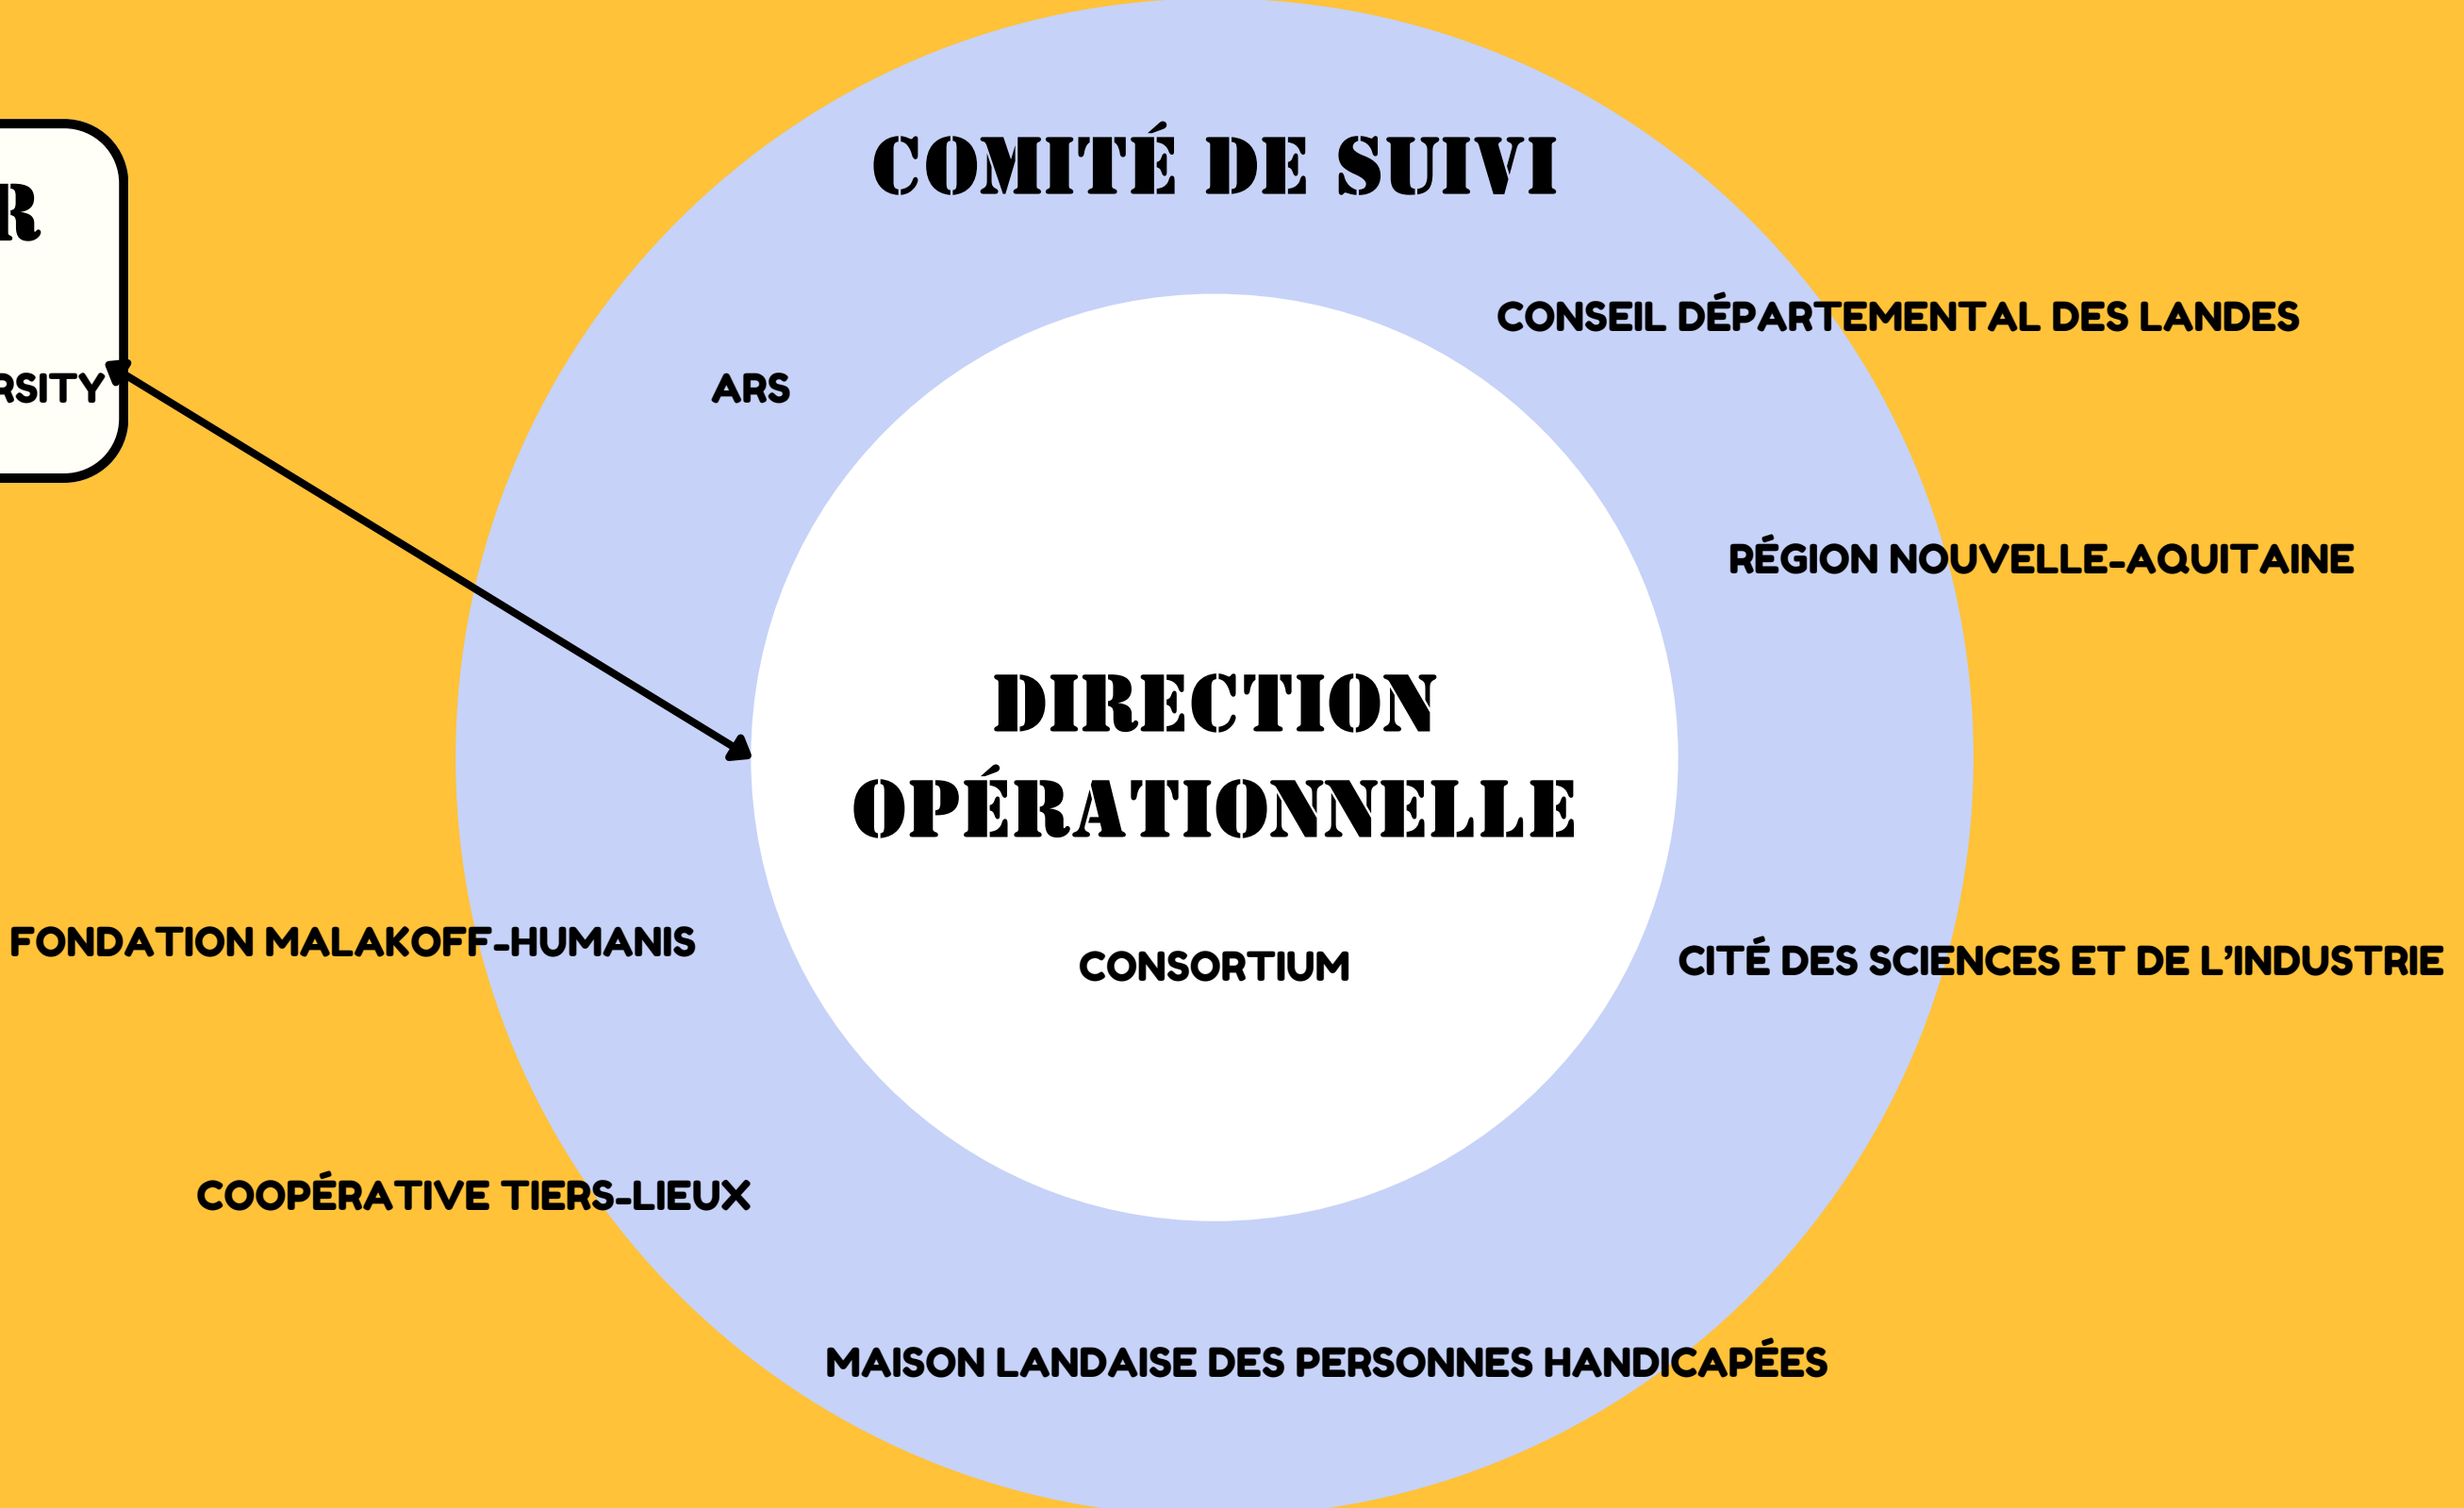 COMITÉ DE SUIVI
CONSEIL DÉPARTEMENTAL DES LANDES
ARS
RÉGION NOUVELLE-AQUITAINE
DIRECTION
OPÉRATIONNELLE
FONDATION MALAKOFF-HUMANIS
CONSORTIUM
CITÉ DES SCIENCES ET DE L’INDUSTRIE
COOPÉRATIVE TIERS-LIEUX
MAISON LANDAISE DES PERSONNES HANDICAPÉES